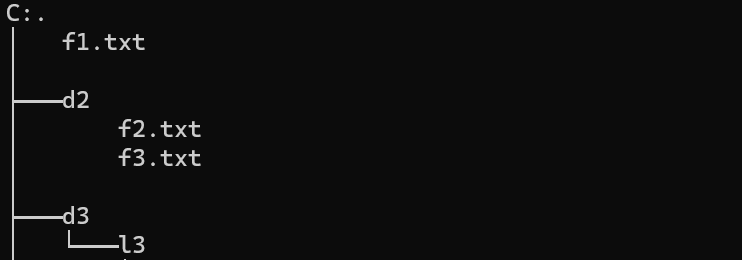 C:.
│   f1.txt
│
├───d2
│       f2.txt
│       f3.txt
│
├───d3
│   └───l3